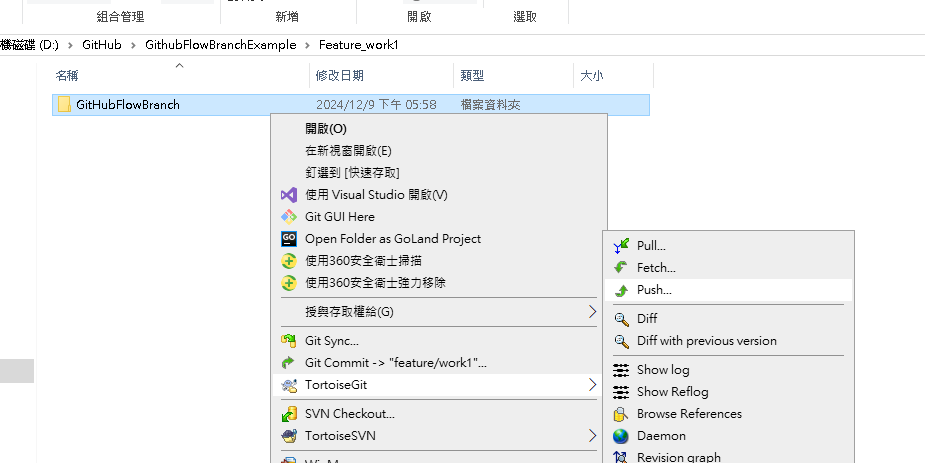 組合管理
新增
開啟
選取
機磁碟 (D:) › GitHub › GithubFlowBranchExample › Feature_work1
名稱
修改日期
類型
大小
GitHubFlowBranch
2024/12/9 下午 05:58
檔案資料夾
開啟(O)
在新視窗開啟(E)
釘選到 [快速存取]
使用 Visual Studio 開啟(V)
Git GUI Here
GO
Open Folder as GoLand Project
使用360安全衛士掃描
使用360安全衛士強力移除
授與存取權給(G)
Git Sync...
Git Commit -> "feature/work1"...
TortoiseGit
SVN Checkout...
TortoiseSVN
Pull...
Fetch...
Push...
Diff
Diff with previous version
Show log
Show Reflog
Browse References
Daemon
Revision graph